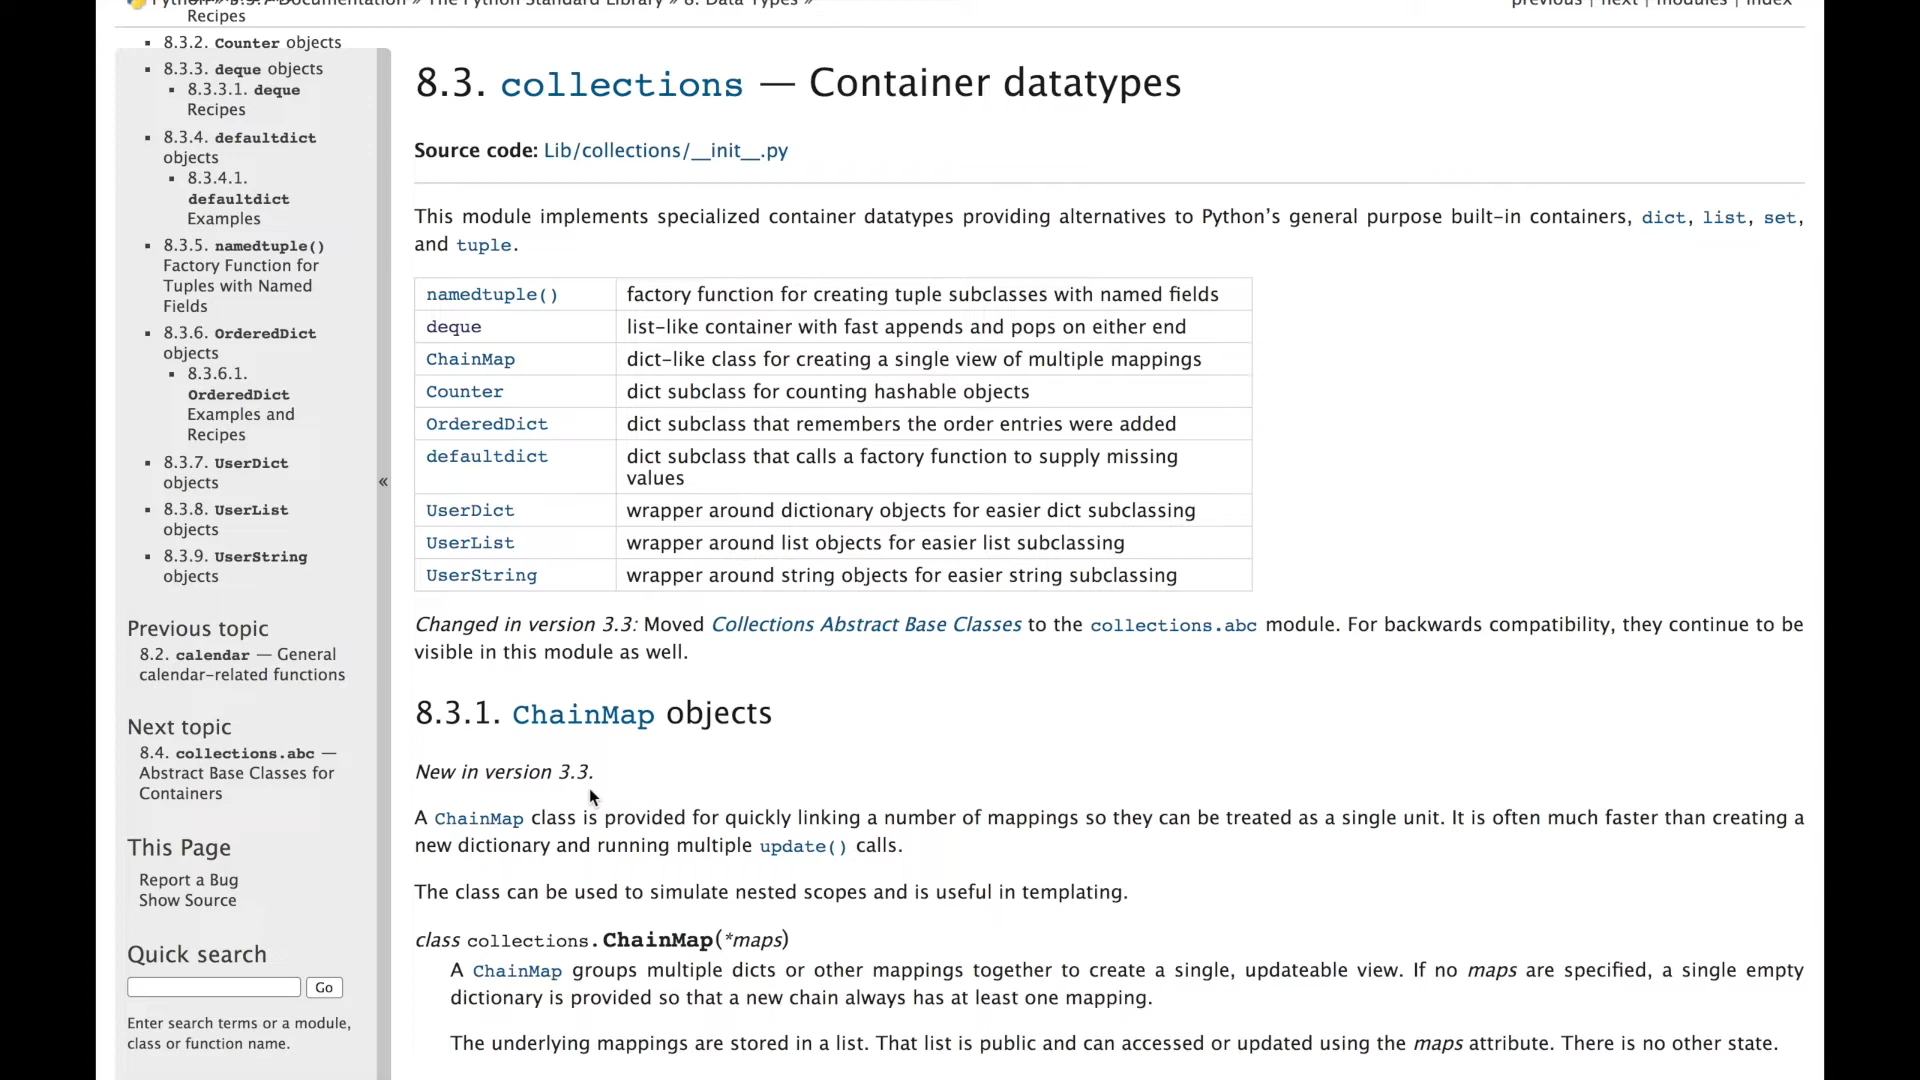 Documentation » The Python Standard Library » 8. Data Types »
previous | next | modules | index
Recipes
8.3.2. Counter objects
8.3.3. deque objects
8.3.3.1. deque
Recipes
8.3.4. defaultdict
objects
8.3.4.1.
defaultdict
Examples
8.3.5. namedtuple()
Factory Function for
Tuples with Named
Fields
8.3.6. OrderedDict
objects
8.3.6.1.
OrderedDict
Examples and
Recipes
8.3.7. UserDict
objects
8.3.8. UserList
objects
8.3.9. UserString
objects
Previous topic
8.2. calendar — General
calendar-related functions
Next topic
8.4. collections.abc —
Abstract Base Classes for
Containers
This Page
Report a Bug
Show Source
Quick search
Go
Enter search terms or a module,
class or function name.
«
8.3. collections — Container datatypes
Source code: Lib/collections/__init__.py
This module implements specialized container datatypes providing alternatives to Python’s general purpose built-in containers, dict, list, set,
and tuple.
namedtuple() factory function for creating tuple subclasses with named fields
deque list-like container with fast appends and pops on either end
ChainMap dict-like class for creating a single view of multiple mappings
Counter dict subclass for counting hashable objects
OrderedDict dict subclass that remembers the order entries were added
defaultdict dict subclass that calls a factory function to supply missing
values
UserDict wrapper around dictionary objects for easier dict subclassing
UserList wrapper around list objects for easier list subclassing
UserString wrapper around string objects for easier string subclassing
Changed in version 3.3: Moved Collections Abstract Base Classes to the collections.abc module. For backwards compatibility, they continue to be
visible in this module as well.
8.3.1. ChainMap objects
New in version 3.3.
A ChainMap class is provided for quickly linking a number of mappings so they can be treated as a single unit. It is often much faster than creating a
new dictionary and running multiple update() calls.
The class can be used to simulate nested scopes and is useful in templating.
class collections.ChainMap(*maps)
A ChainMap groups multiple dicts or other mappings together to create a single, updateable view. If no maps are specified, a single empty
dictionary is provided so that a new chain always has at least one mapping.
The underlying mappings are stored in a list. That list is public and can accessed or updated using the maps attribute. There is no other state.